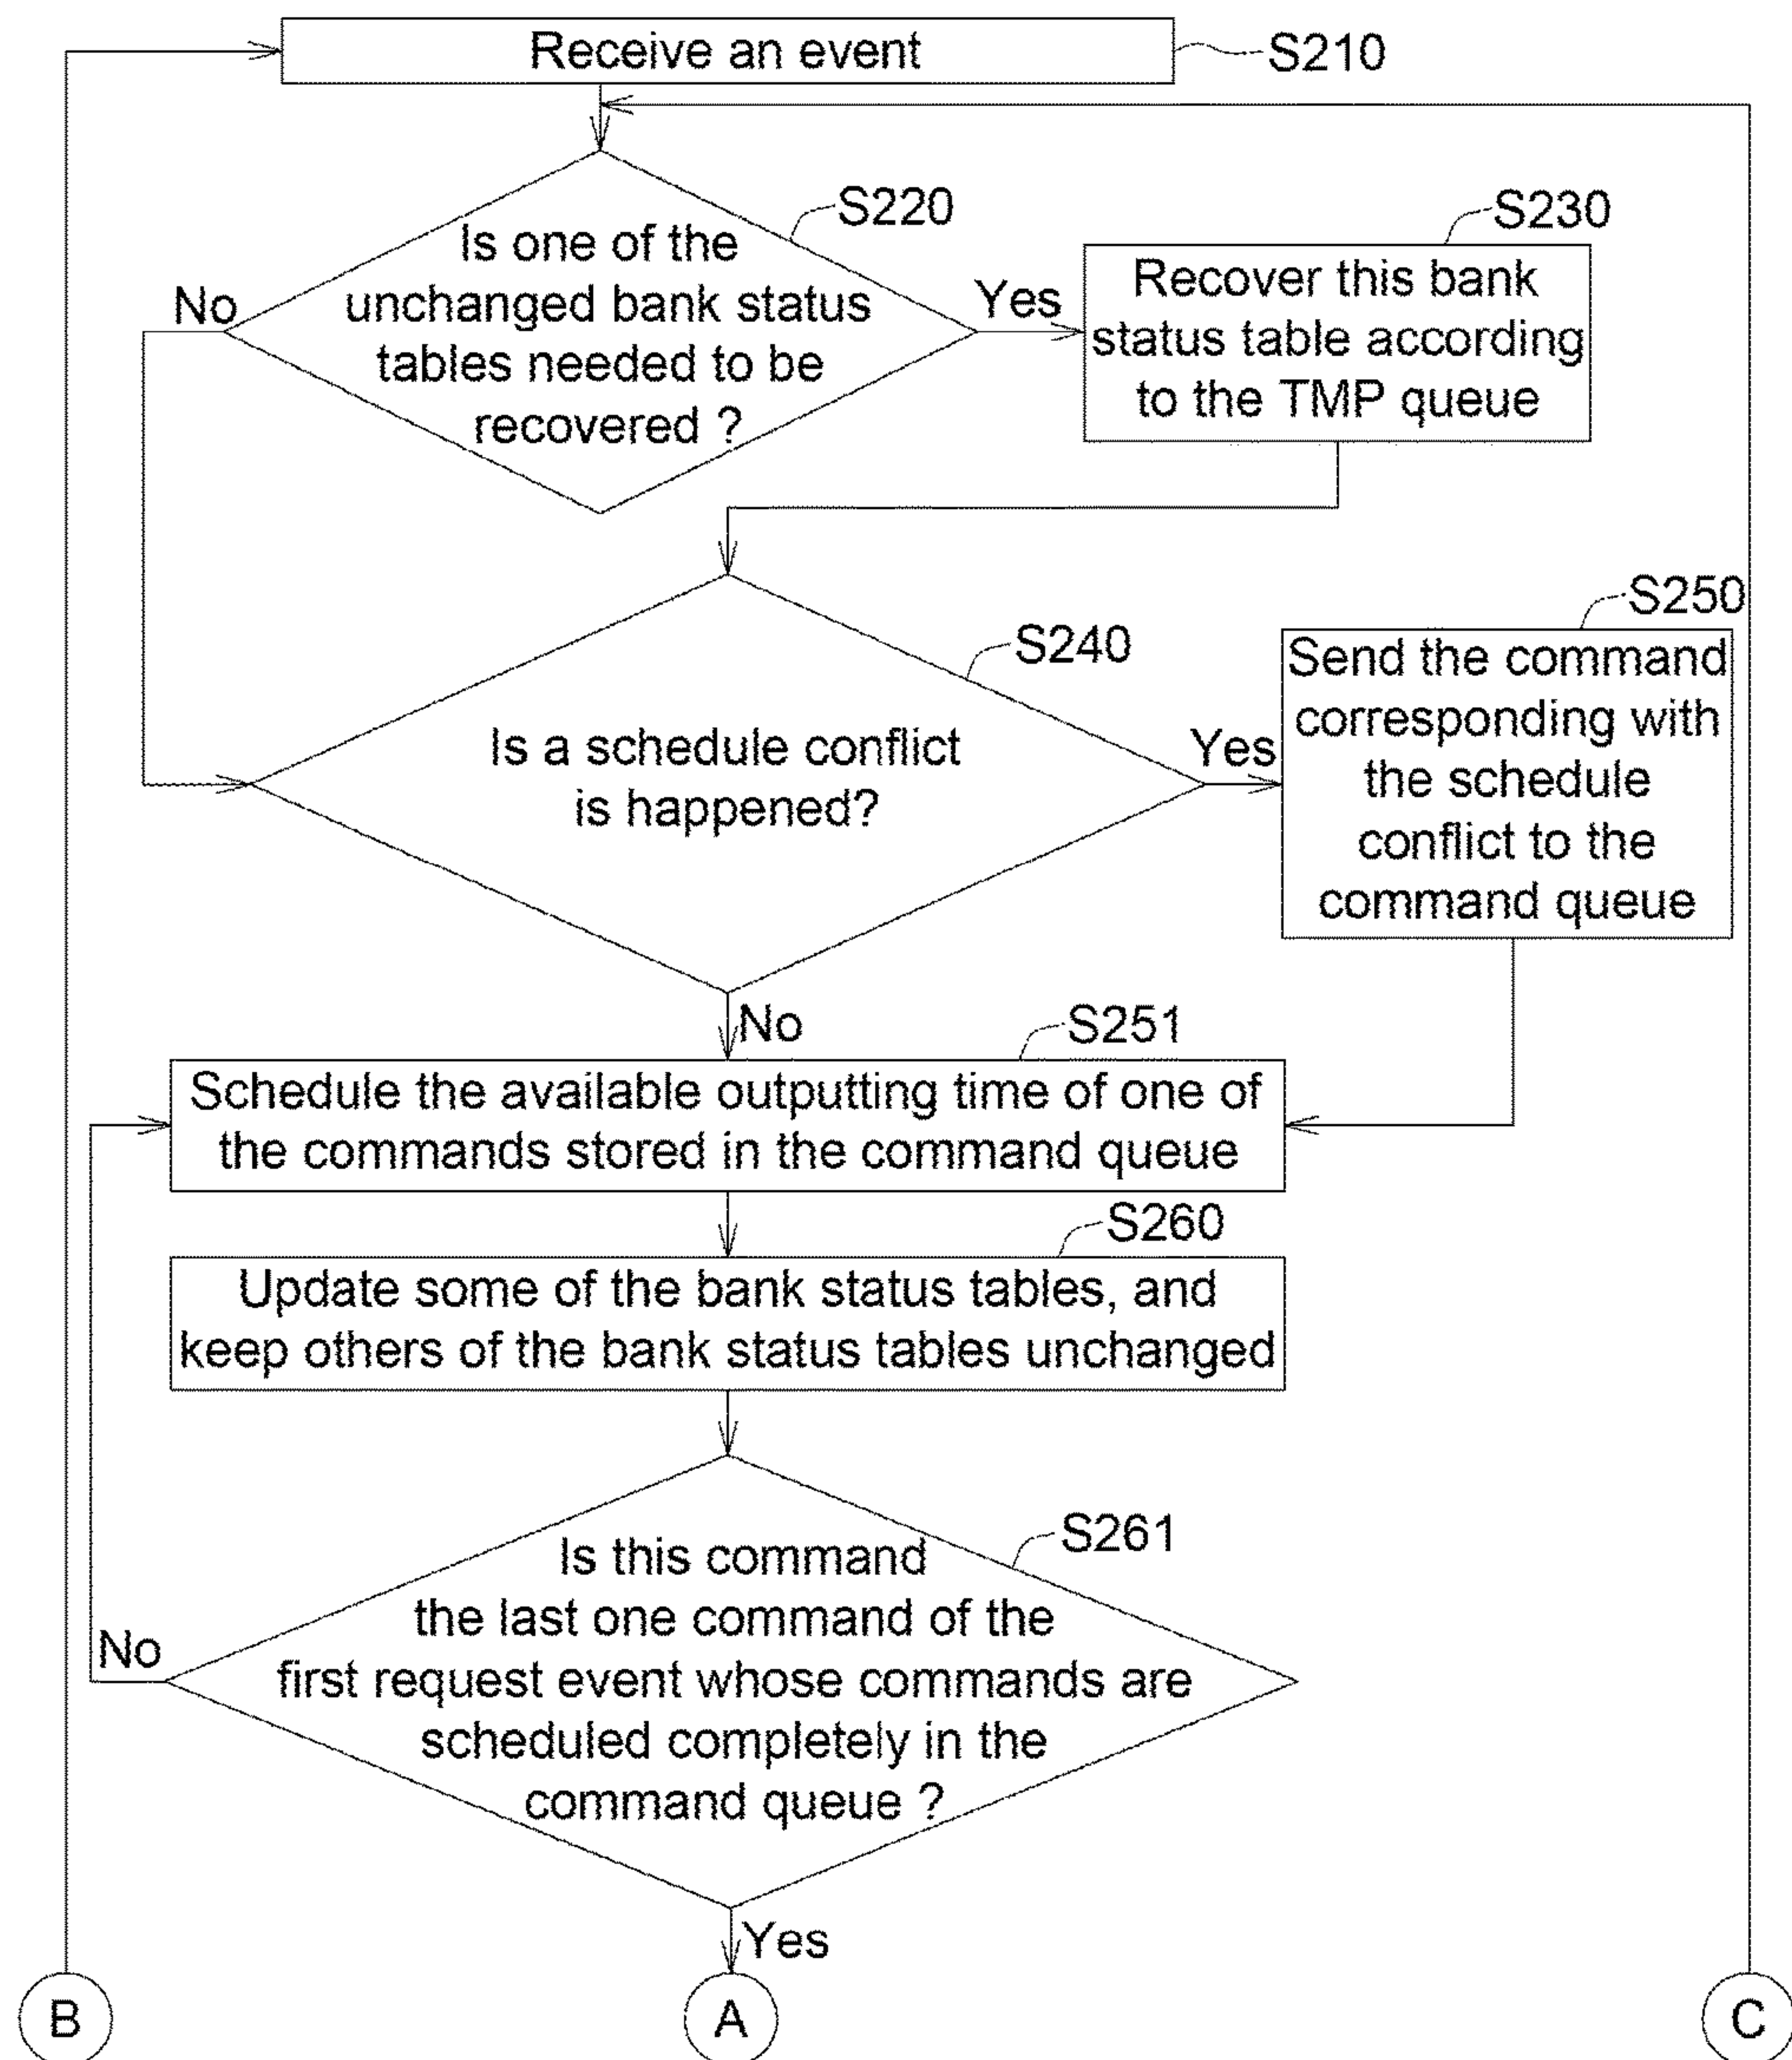 Receive an event
S210
S220
Is one of the
unchanged bank status
tables needed to be
recovered ?
No
Yes
S230
Recover this bank
status table according
to the TMP queue
S240
Is a schedule conflict
is happened?
Yes
S250
Send the command
corresponding with
the schedule
conflict to the
command queue
No
S251
Schedule the available outputting time of one of
the commands stored in the command queue
S260
Update some of the bank status tables, and
keep others of the bank status tables unchanged
S261
Is this command
the last one command of the
first request event whose commands are
scheduled completely in the
command queue ?
No
Yes
B
A
C